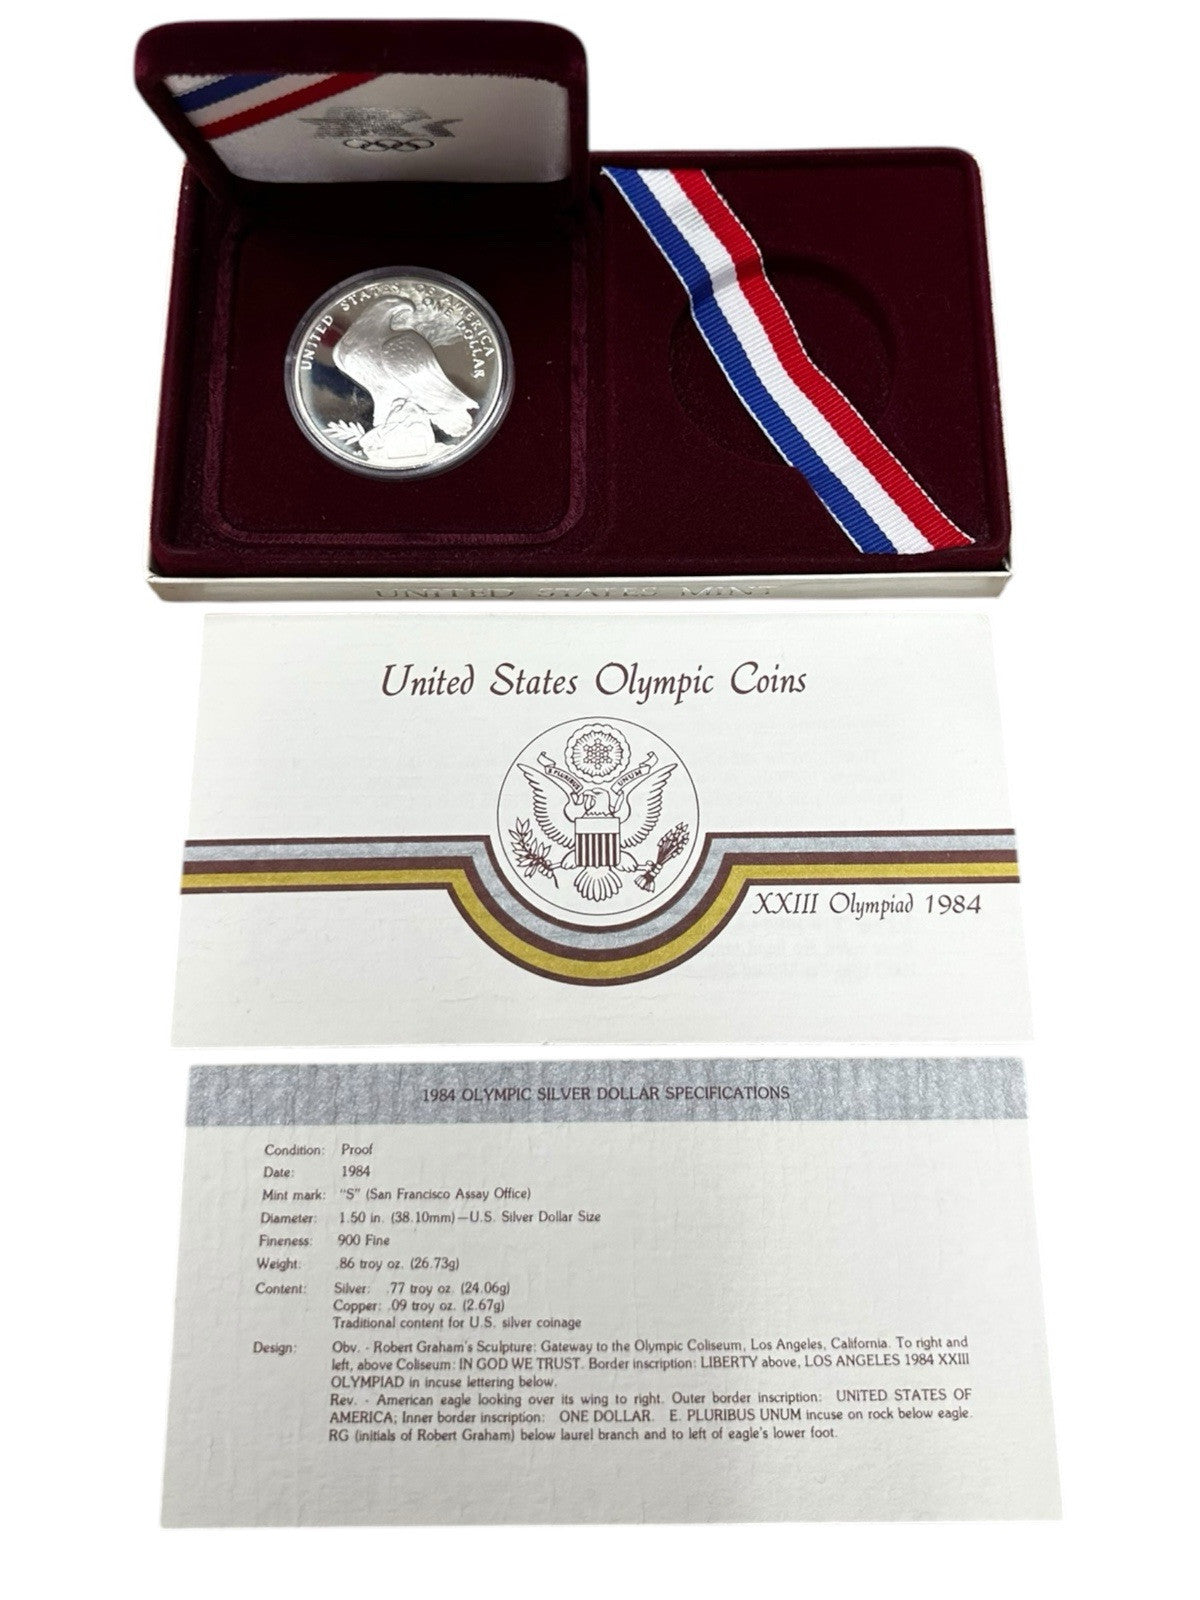 UNITED STATES OF AMERICA
ONE DOLLAR
UNITED STATES MINT
United States Olympic Coins
E PLURIBUS UNUM
XXIII Olympiad 1984
1984 OLYMPIC SILVER DOLLAR SPECIFICATIONS
Condition: Proof
Date: 1984
Mint mark: "S" (San Francisco Assay Office)
Diameter: 1.50 in. (38.10mm)—U.S. Silver Dollar Size
Fineness: 900 Fine
Weight: .86 troy oz. (26.73g)
Content: Silver: .77 troy oz. (24.06g)
Copper: .09 troy oz. (2.67g)
Traditional content for U.S. silver coinage
Design: Obv. - Robert Graham's Sculpture: Gateway to the Olympic Coliseum, Los Angeles, California. To right and
left, above Coliseum: IN GOD WE TRUST. Border inscription: LIBERTY above, LOS ANGELES 1984 XXIII
OLYMPIAD in incuse lettering below.
Rev. - American eagle looking over its wing to right. Outer border inscription: UNITED STATES OF
AMERICA; Inner border inscription: ONE DOLLAR. E. PLURIBUS UNUM incuse on rock below eagle.
RG (initials of Robert Graham) below laurel branch and to left of eagle's lower foot.